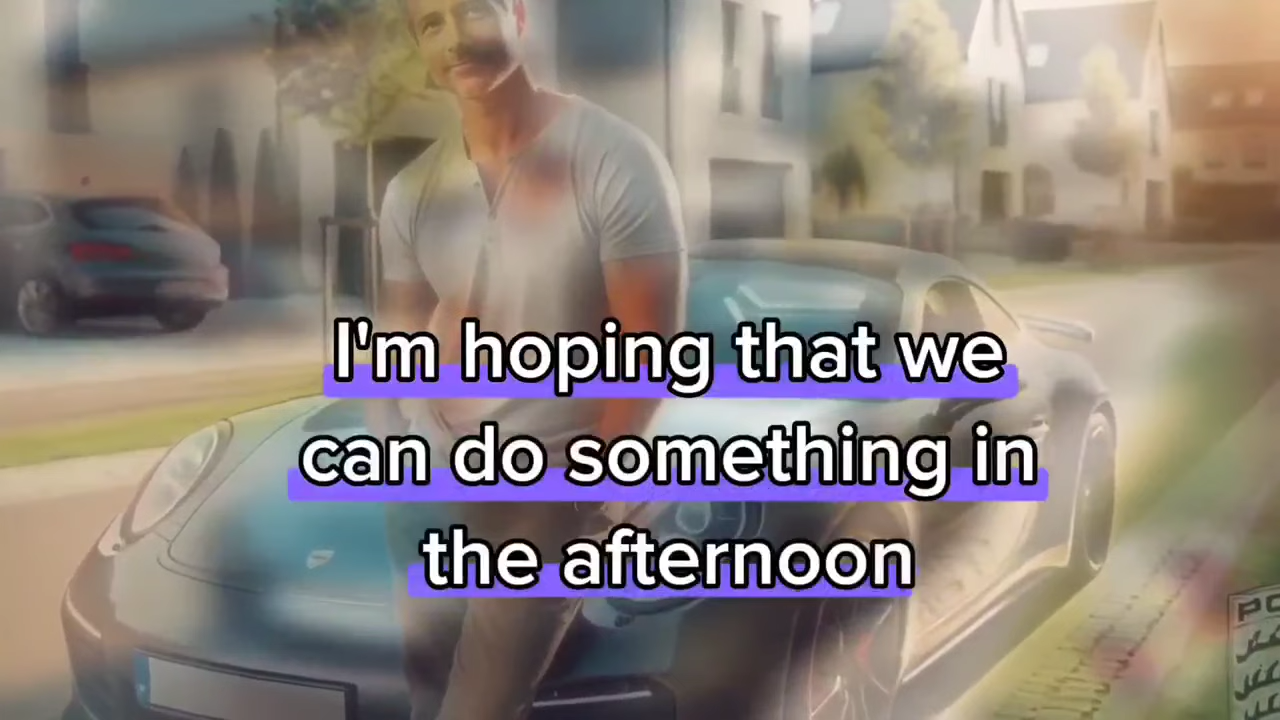 I'm hoping that we
can do something in
the afternoon